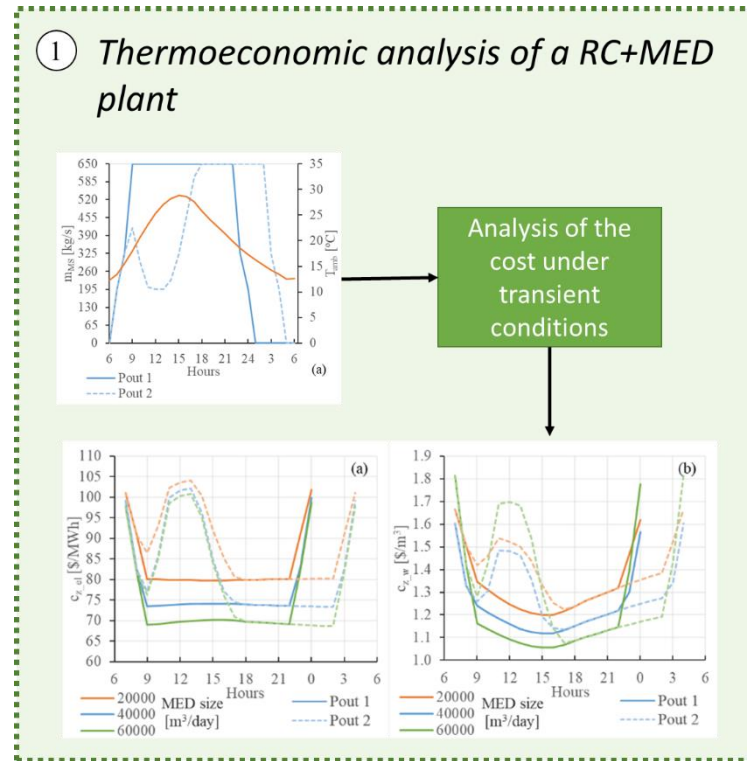 1 Thermoeconomic analysis of a RC+MED
plant
650
585
520
455
390
325
260
195
130
65
0
m_MS [kg/s]
35
30
25
20
15
10
5
0
T_amb [°C]
6 9 12 15 18 21 24 3 6
Hours
(a)
Pout 1
Pout 2
Analysis of the
cost under
transient
conditions
110
105
100
95
90
85
80
75
70
65
60
c_z_el [$/MWh]
(a)
6 9 12 15 18 21 0 3 6
Hours
20000
40000
60000
MED size
[m³/day]
Pout 1
Pout 2
1.9
1.8
1.7
1.6
1.5
1.4
1.3
1.2
1.1
1.0
c_z_w [$/m³]
(b)
6 9 12 15 18 21 0 3 6
Hours
20000
40000
60000
MED size
[m³/day]
Pout 1
Pout 2